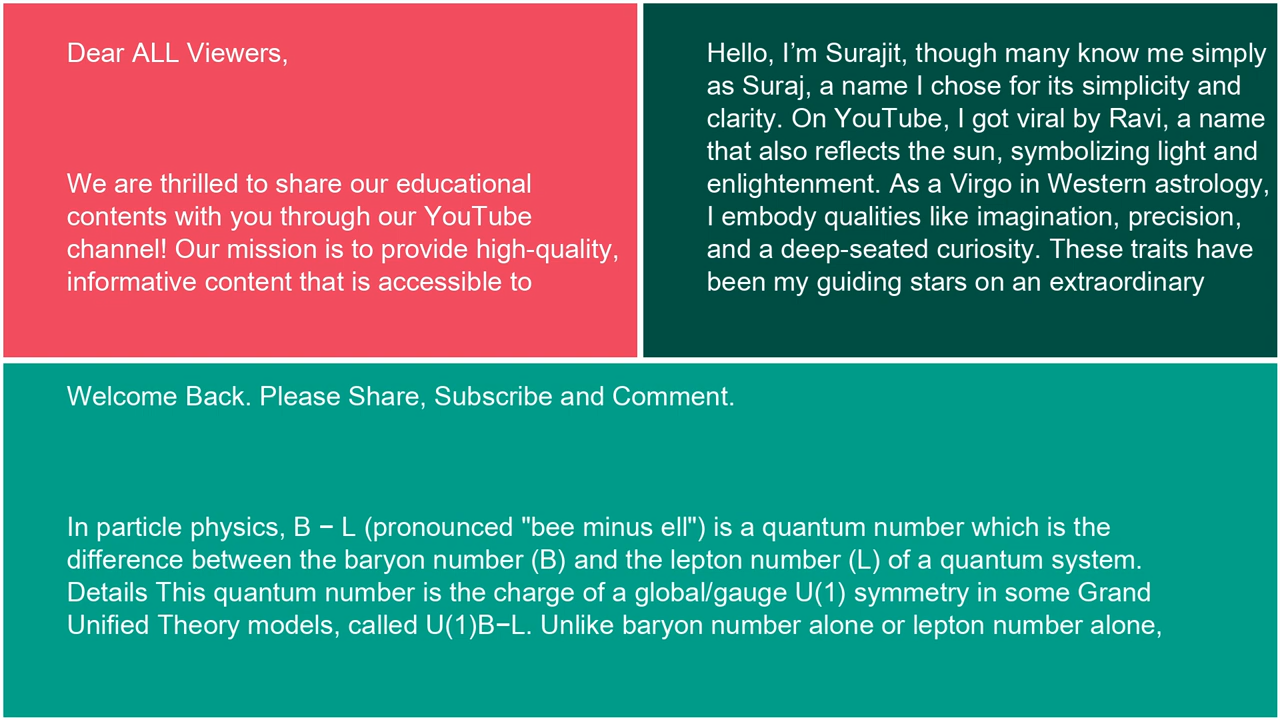 Dear ALL Viewers,
We are thrilled to share our educational
contents with you through our YouTube
channel! Our mission is to provide high-quality,
informative content that is accessible to
Hello, I’m Surajit, though many know me simply
as Suraj, a name I chose for its simplicity and
clarity. On YouTube, I got viral by Ravi, a name
that also reflects the sun, symbolizing light and
enlightenment. As a Virgo in Western astrology,
I embody qualities like imagination, precision,
and a deep-seated curiosity. These traits have
been my guiding stars on an extraordinary
Welcome Back. Please Share, Subscribe and Comment.
In particle physics, B − L (pronounced "bee minus ell") is a quantum number which is the
difference between the baryon number (B) and the lepton number (L) of a quantum system.
Details This quantum number is the charge of a global/gauge U(1) symmetry in some Grand
Unified Theory models, called U(1)B−L. Unlike baryon number alone or lepton number alone,